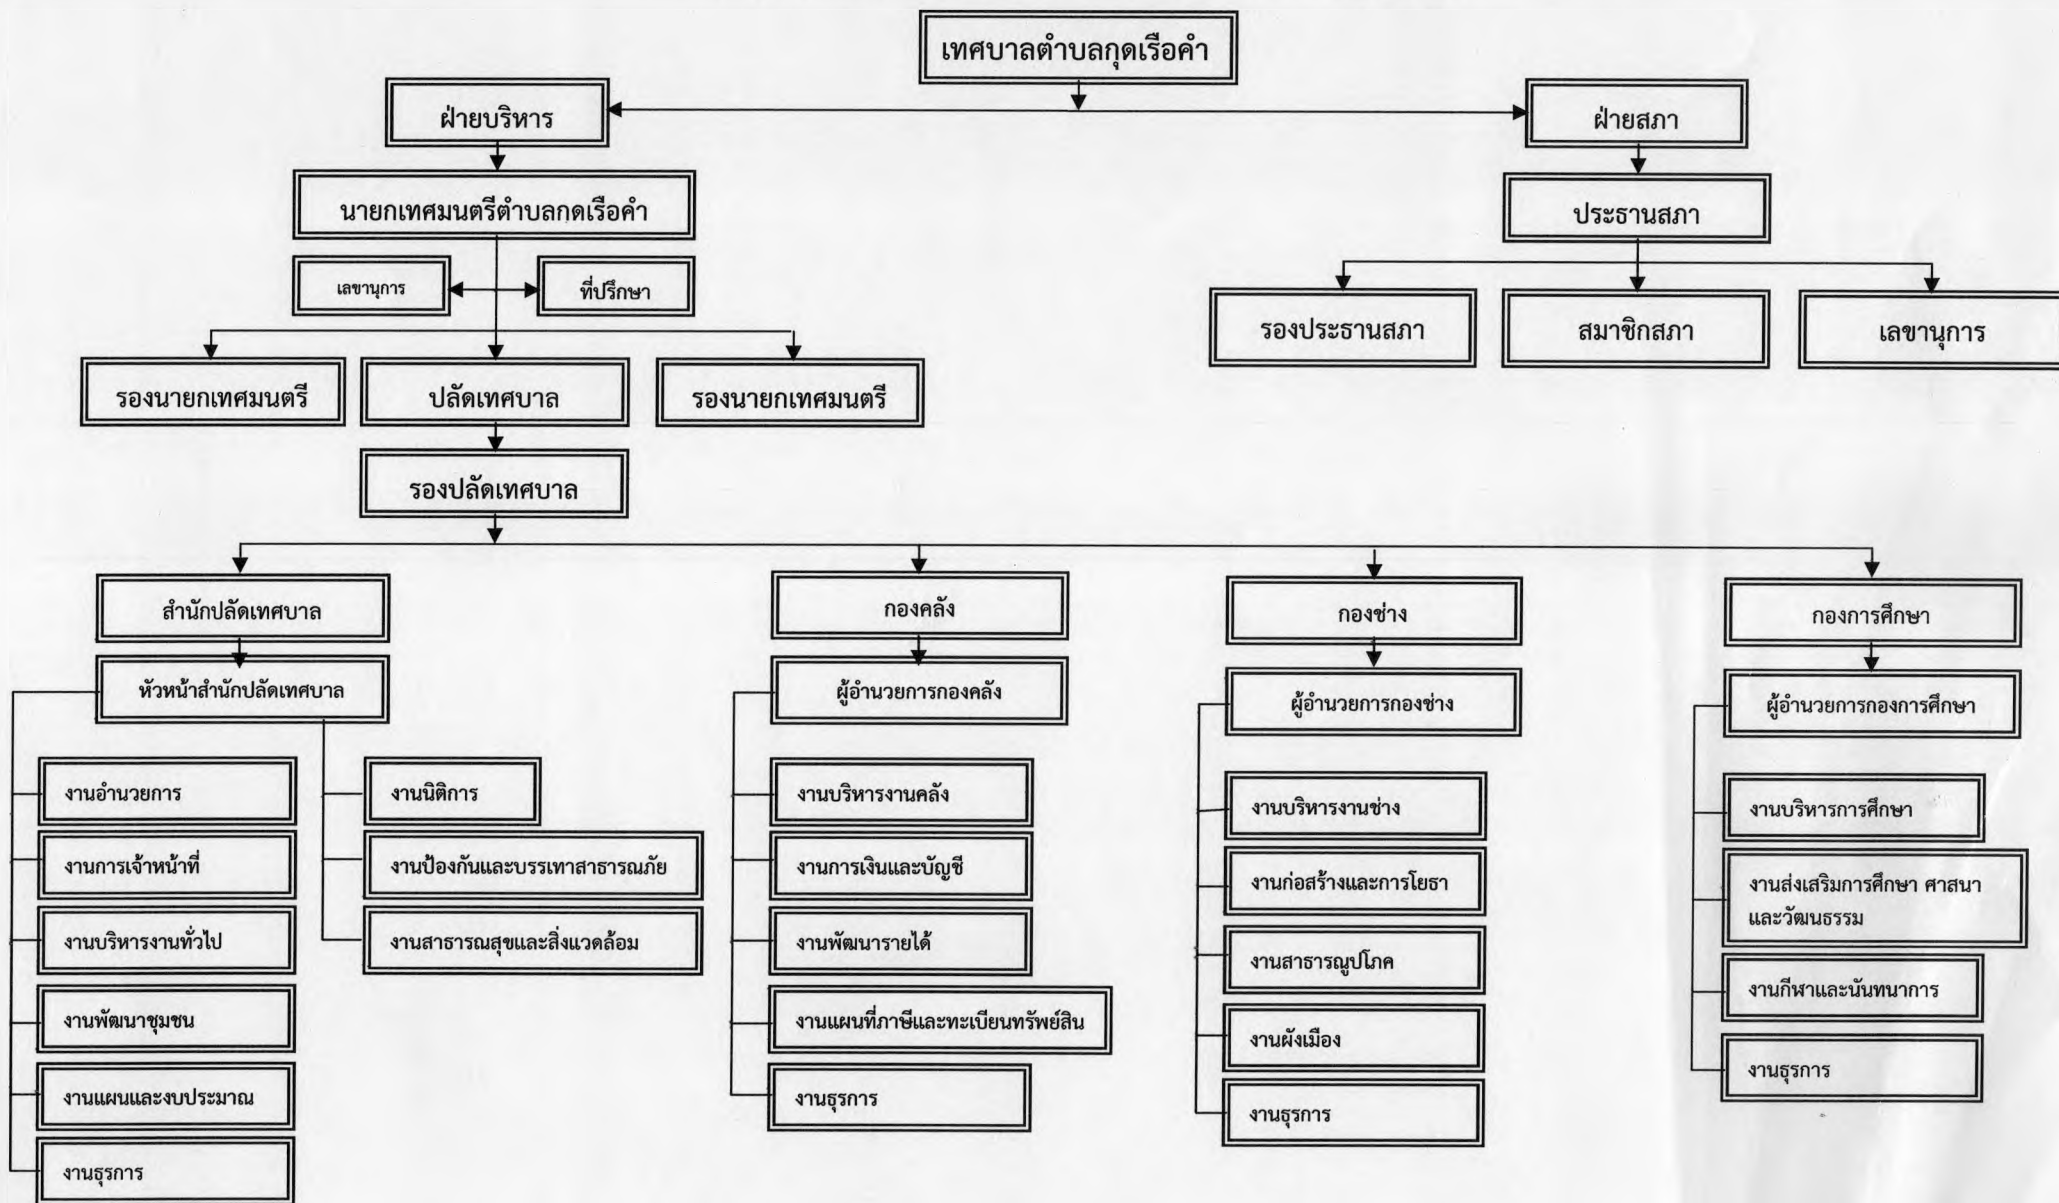 เทศบาลตำบลกุดเรือคำ
ฝ่ายบริหาร
ฝ่ายสภา
นายกเทศมนตรีตำบลกดเรือคำ
ประธานสภา
เลขานุการ
ที่ปรึกษา
รองประธานสภา
สมาชิกสภา
เลขานุการ
รองนายกเทศมนตรี
ปลัดเทศบาล
รองนายกเทศมนตรี
รองปลัดเทศบาล
สำนักปลัดเทศบาล
กองคลัง
กองช่าง
กองการศึกษา
หัวหน้าสำนักปลัดเทศบาล
ผู้อำนวยการกองคลัง
ผู้อำนวยการกองช่าง
ผู้อำนวยการกองการศึกษา
งานอำนวยการ
งานการเจ้าหน้าที่
งานบริหารงานทั่วไป
งานพัฒนาชุมชน
งานแผนและงบประมาณ
งานธุรการ
งานนิติการ
งานป้องกันและบรรเทาสาธารณภัย
งานสาธารณสุขและสิ่งแวดล้อม
งานบริหารงานคลัง
งานการเงินและบัญชี
งานพัฒนารายได้
งานแผนที่ภาษีและทะเบียนทรัพย์สิน
งานธุรการ
งานบริหารงานช่าง
งานก่อสร้างและการโยธา
งานสาธารณูปโภค
งานผังเมือง
งานธุรการ
งานบริหารการศึกษา
งานส่งเสริมการศึกษา ศาสนา
และวัฒนธรรม
งานกีฬาและนันทนาการ
งานธุรการ